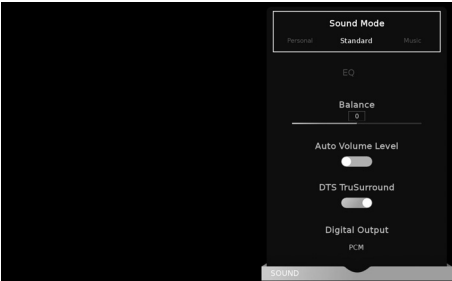 Sound Mode
Personal Standard Music
EQ
Balance
0
Auto Volume Level
DTS TruSurround
Digital Output
PCM
SOUND